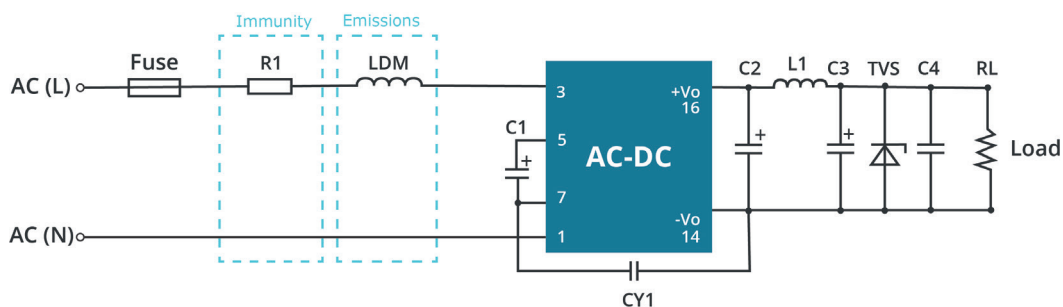 Immunity
Emissions
Fuse
R1
LDM
C2
L1
C3
TVS
C4
RL
AC (L)
3
+Vo
16
C1
+
5
+
+
AC-DC
Load
7
-Vo
14
AC (N)
1
CY1